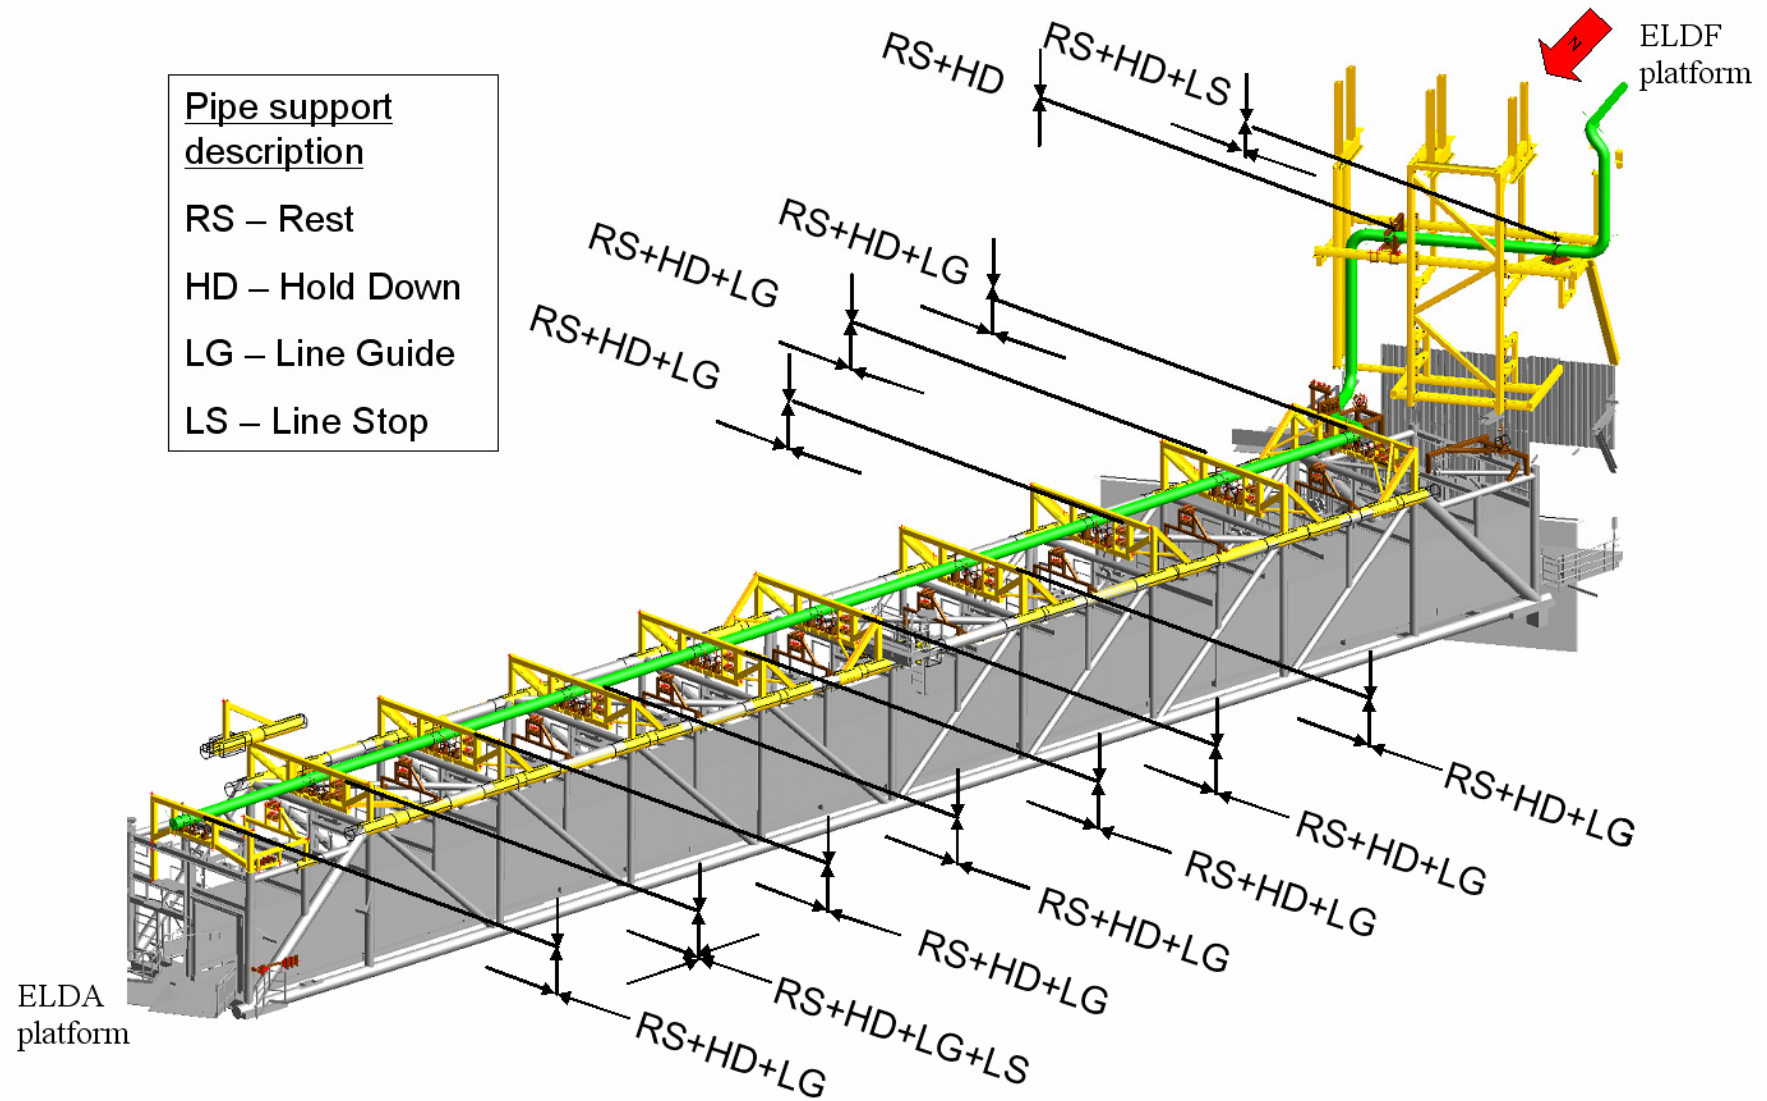 Pipe support
description
RS – Rest
HD – Hold Down
LG – Line Guide
LS – Line Stop
RS+HD
RS+HD+LS
N
ELDF
platform
RS+HD+LG
RS+HD+LG
RS+HD+LG
RS+HD+LG
RS+HD+LG
RS+HD+LG
RS+HD+LG
RS+HD+LG
RS+HD+LG+LS
RS+HD+LG
ELDA
platform